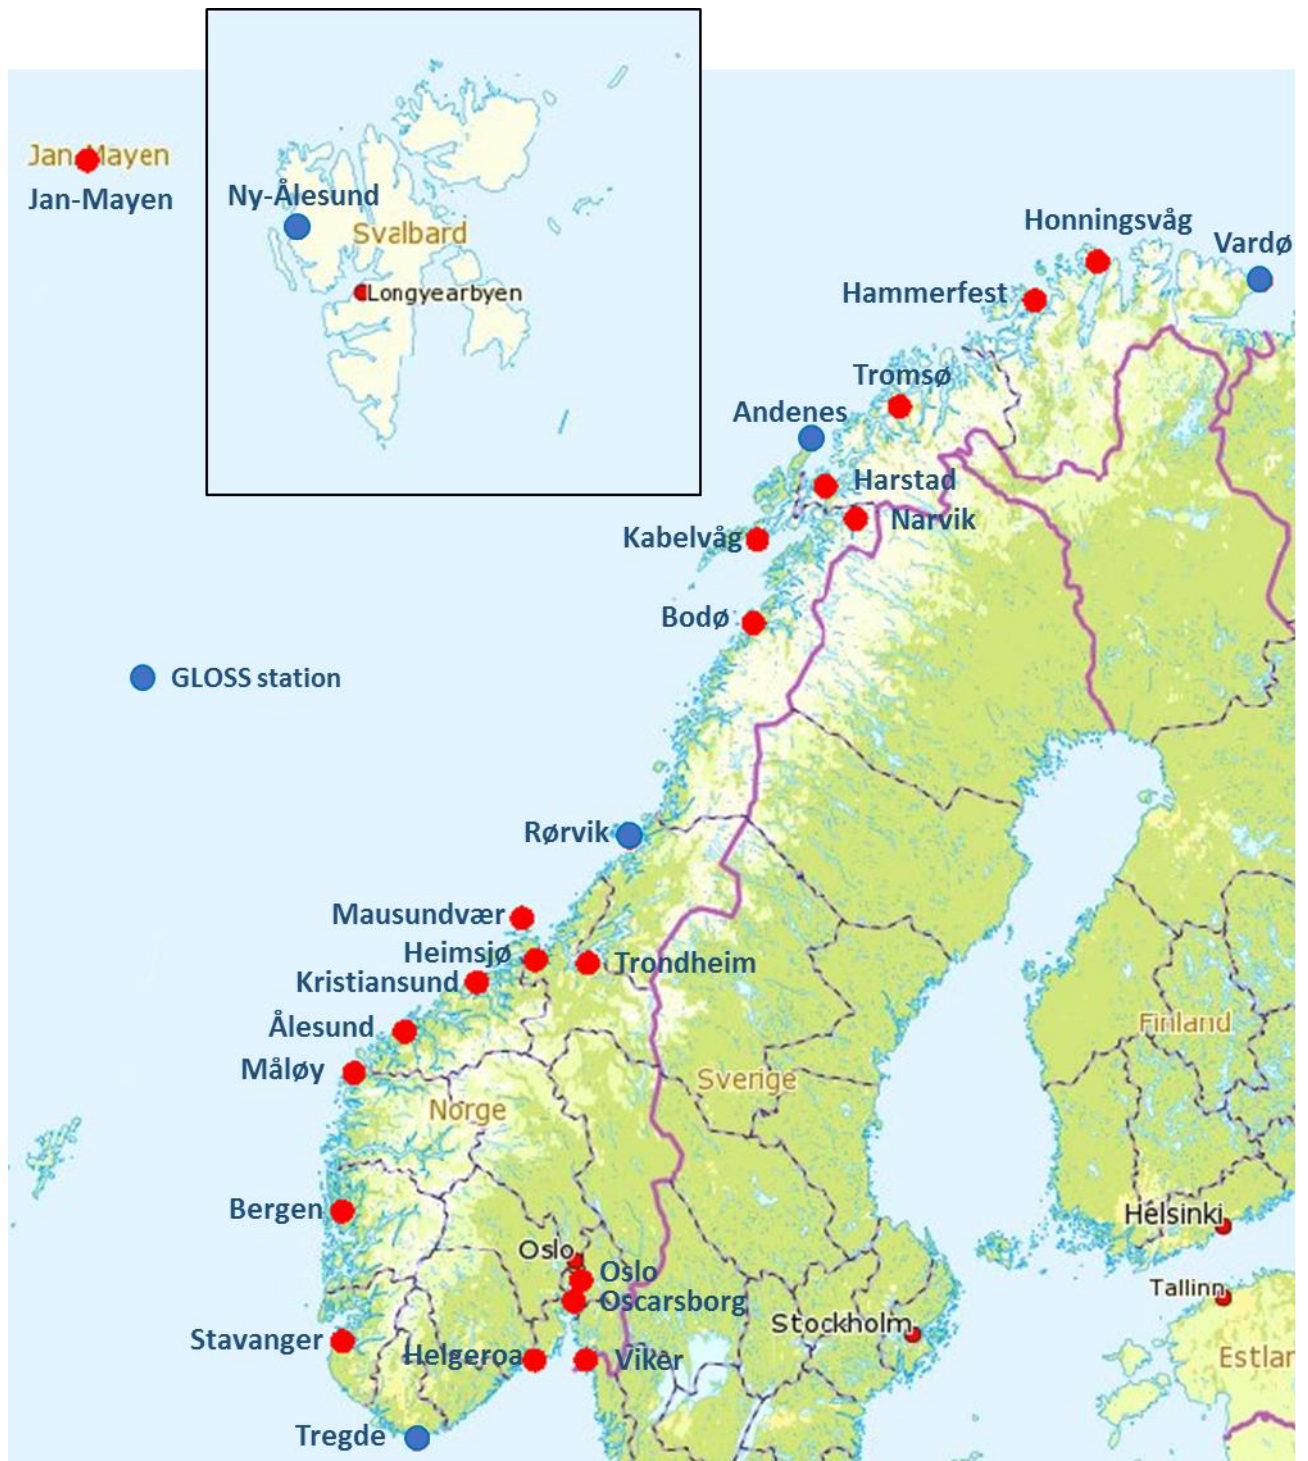 Jan Mayen
Jan-Mayen
Ny-Ålesund
Svalbard
Longyearbyen
Honningsvåg
Vardø
Hammerfest
Tromsø
Andenes
Harstad
Narvik
Kabelvåg
Bodø
GLOSS station
Rørvik
Mausundvær
Heimsjø
Trondheim
Kristiansund
Ålesund
Finland
Måløy
Sverige
Norge
Bergen
Helsinki
Oslo
Oslo
Tallinn
Oscarsborg
Stockholm
Stavanger
Helgeroa
Viker
Estlan
Tregde